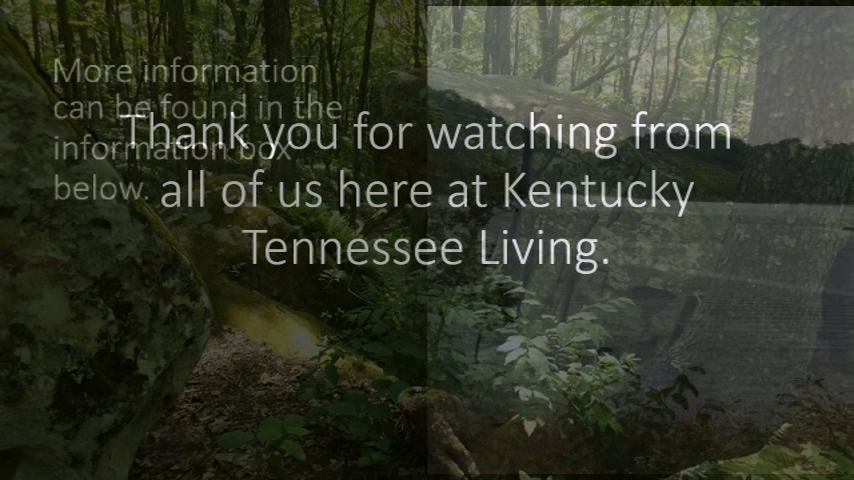 More information
can be found in the
information box
below.
Thank you for watching from
all of us here at Kentucky
Tennessee Living.